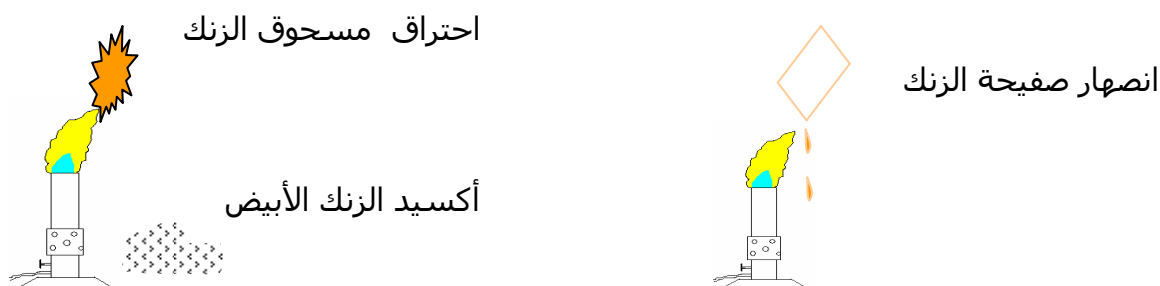 انصهار صفيحة الزنك
احتراق مسحوق الزنك
أكسيد الزنك الأبيض